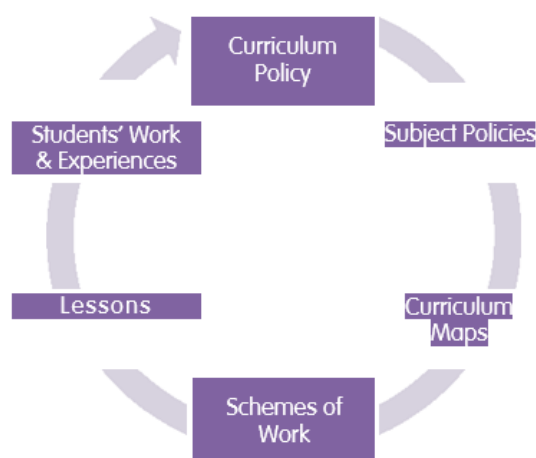 Curriculum
Policy
Subject Policies
Curriculum
Maps
Schemes of
Work
Lessons
Students' Work
& Experiences